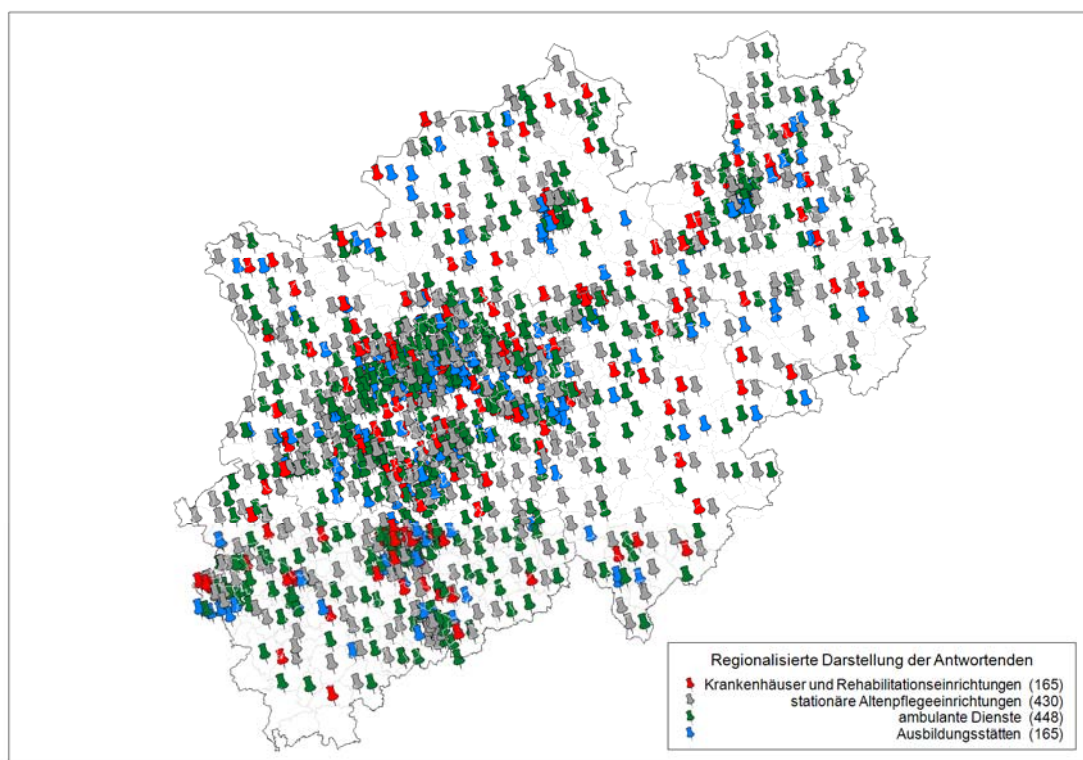 Regionalisierte Darstellung der Antwortenden
Krankenhäuser und Rehabilitationseinrichtungen (165)
stationäre Altenpflegeeinrichtungen (430)
ambulante Dienste (448)
Ausbildungsstätten (165)